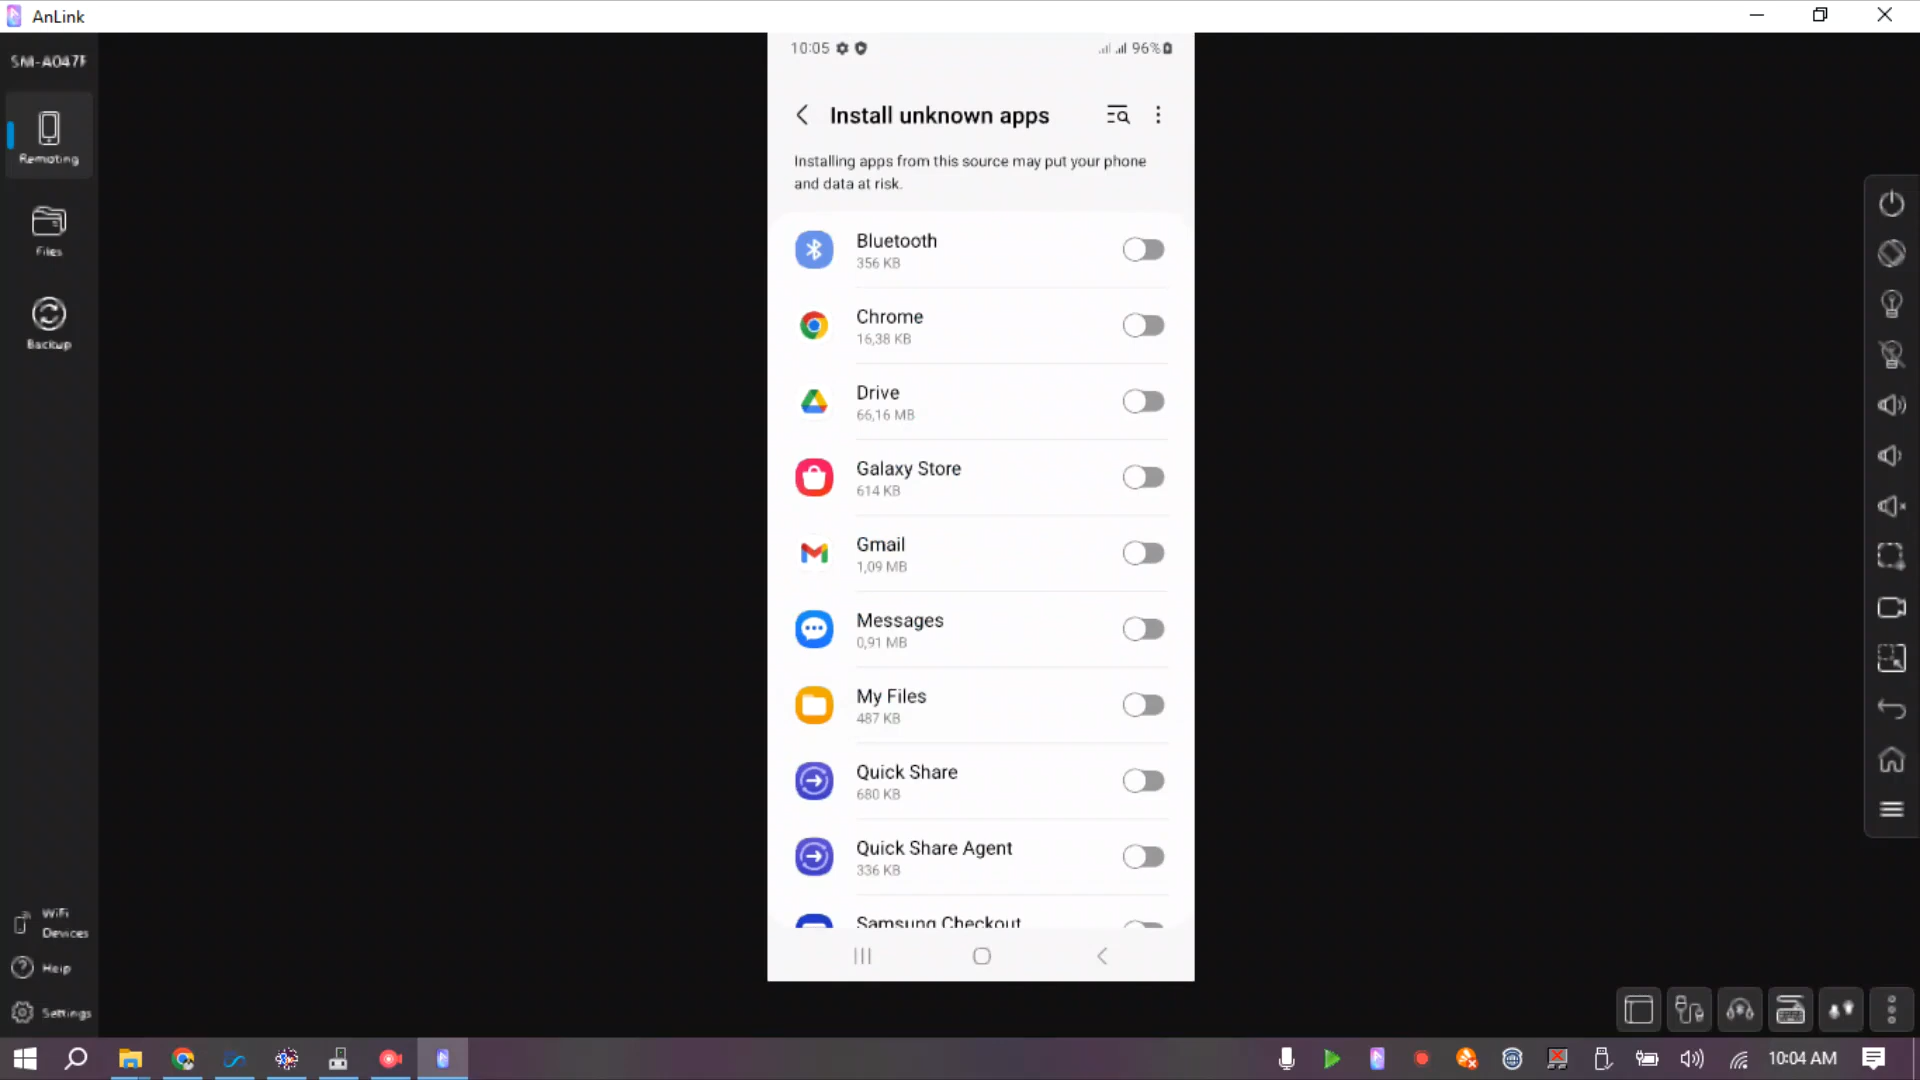 AnLink
SM-A047F
Remoting
Files
Backup
WiFi
Devices
Help
Settings
10:05
96%
Install unknown apps
Installing apps from this source may put your phone
and data at risk.
Bluetooth
356 KB
Chrome
16,38 KB
Drive
66,16 MB
Galaxy Store
614 KB
Gmail
1,09 MB
Messages
0,91 MB
My Files
487 KB
Quick Share
680 KB
Quick Share Agent
336 KB
Samsung Checkout
10:04 AM